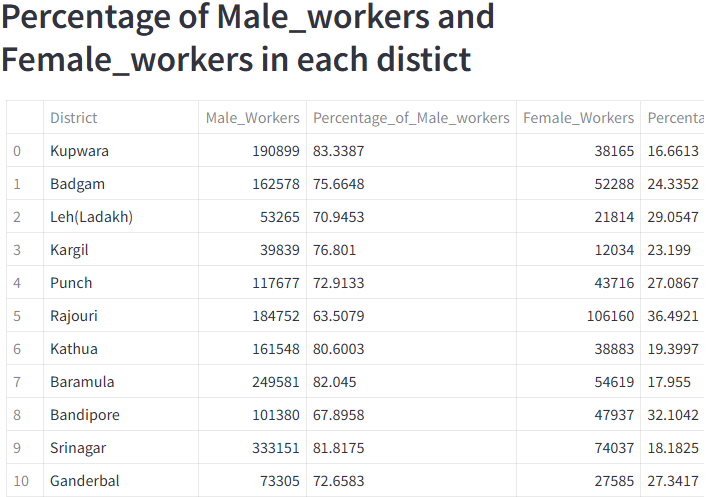 Percentage of Male_workers and
Female_workers in each distict
District Male_Workers Percentage_of_Male_workers Female_Workers Percenta
0 Kupwara 190899 83.3387 38165 16.6613
1 Badgam 162578 75.6648 52288 24.3352
2 Leh(Ladakh) 53265 70.9453 21814 29.0547
3 Kargil 39839 76.801 12034 23.199
4 Punch 117677 72.9133 43716 27.0867
5 Rajouri 184752 63.5079 106160 36.4921
6 Kathua 161548 80.6003 38883 19.3997
7 Baramula 249581 82.045 54619 17.955
8 Bandipore 101380 67.8958 47937 32.1042
9 Srinagar 333151 81.8175 74037 18.1825
10 Ganderbal 73305 72.6583 27585 27.3417